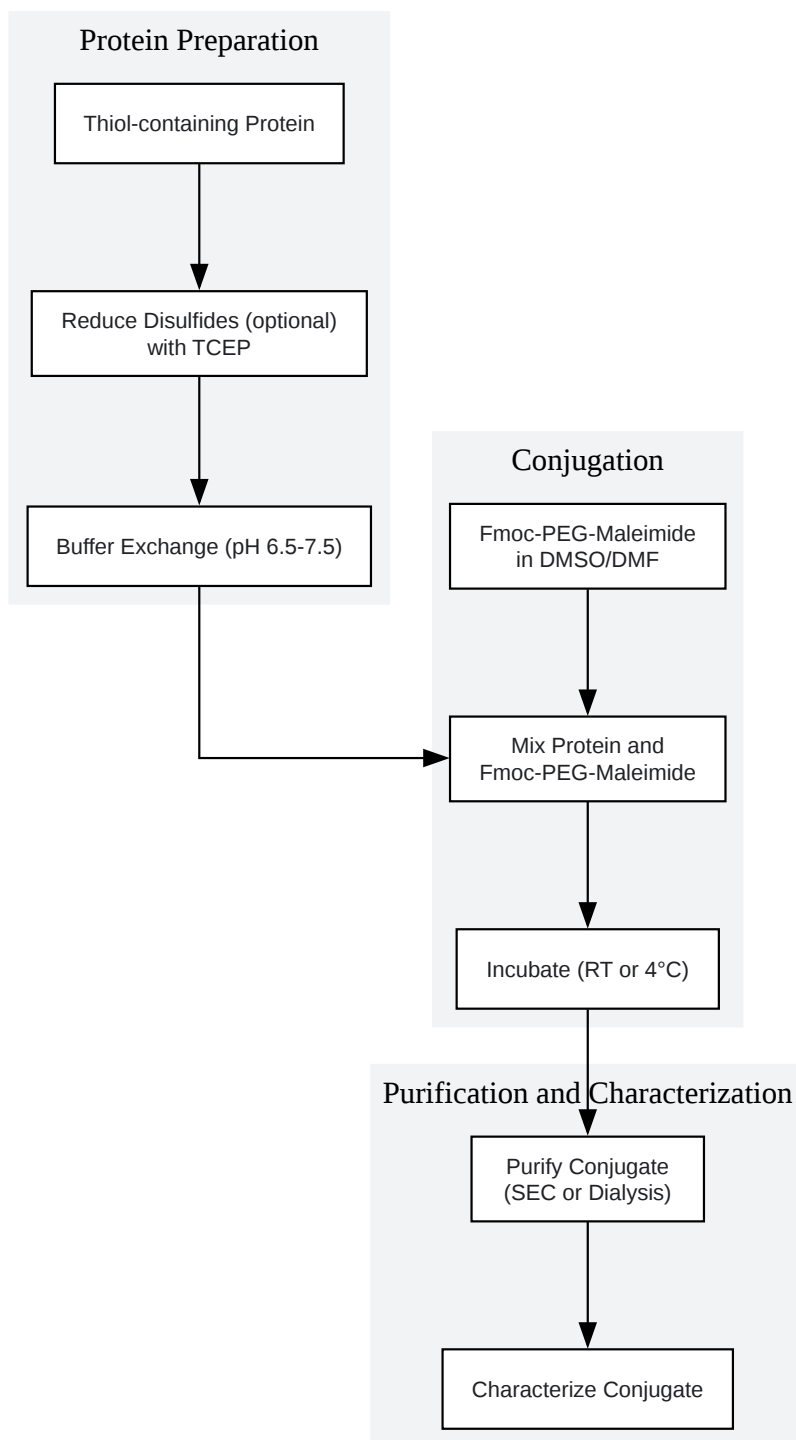 Protein Preparation
Thiol-containing Protein
Reduce Disulfides (optional)
with TCEP
Buffer Exchange (pH 6.5-7.5)
Conjugation
Fmoc-PEG-Maleimide
in DMSO/DMF
Mix Protein and
Fmoc-PEG-Maleimide
Incubate (RT or 4°C)
Purification and Characterization
Purify Conjugate
(SEC or Dialysis)
Characterize Conjugate